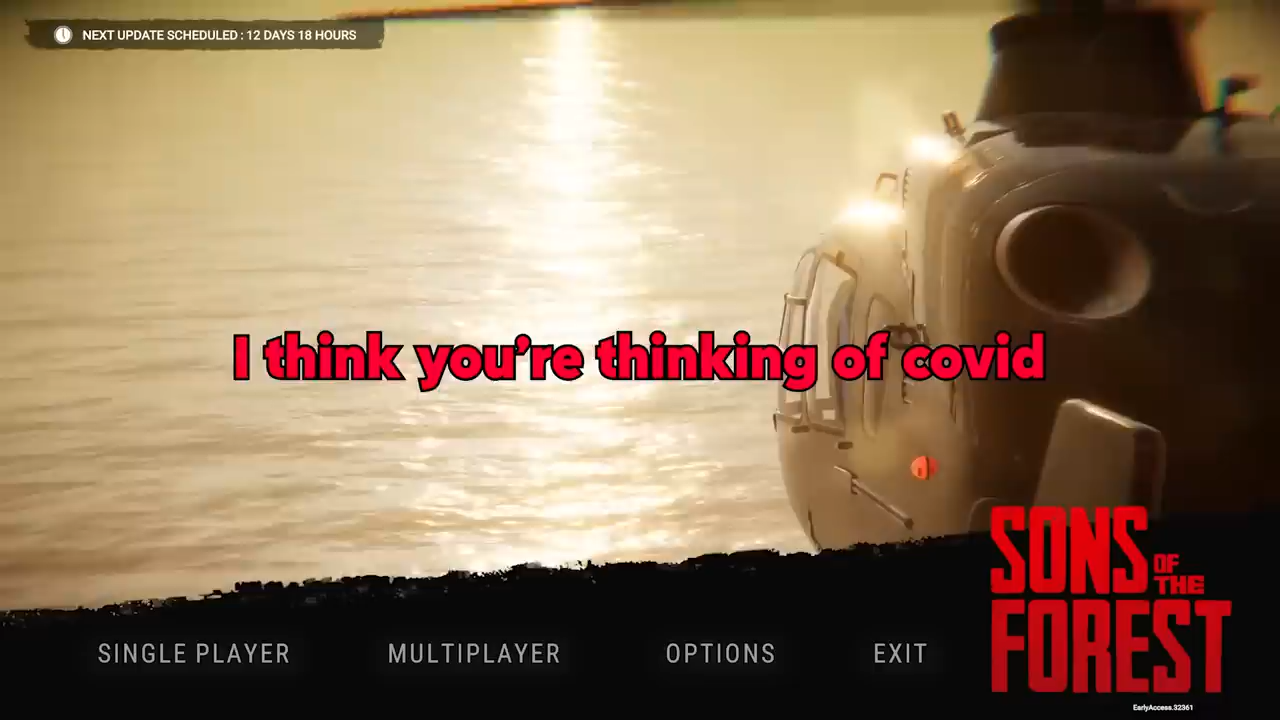 NEXT UPDATE SCHEDULED : 12 DAYS 18 HOURS
I think you're thinking of covid
SONS OF THE FOREST
SINGLE PLAYER MULTIPLAYER OPTIONS EXIT
EarlyAccess.32361